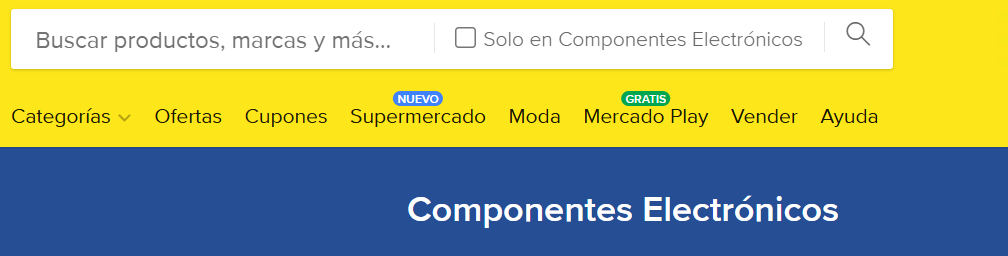 Buscar productos, marcas y más...
Solo en Componentes Electrónicos
NUEVO
GRATIS
Categorías Ofertas Cupones Supermercado Moda Mercado Play Vender Ayuda
Componentes Electrónicos